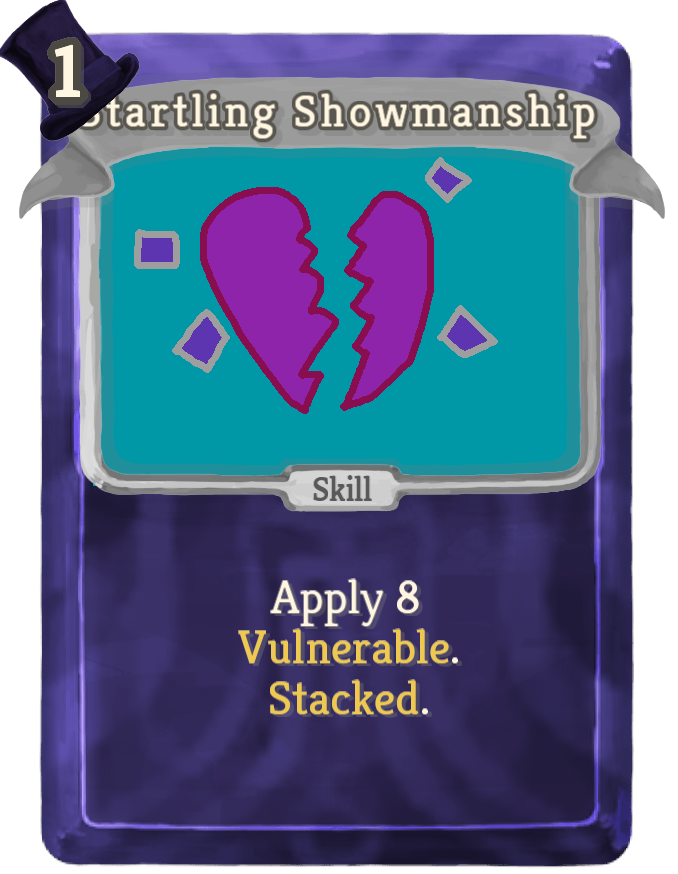 1
Startling Showmanship
Skill
Apply 8
Vulnerable.
Stacked.